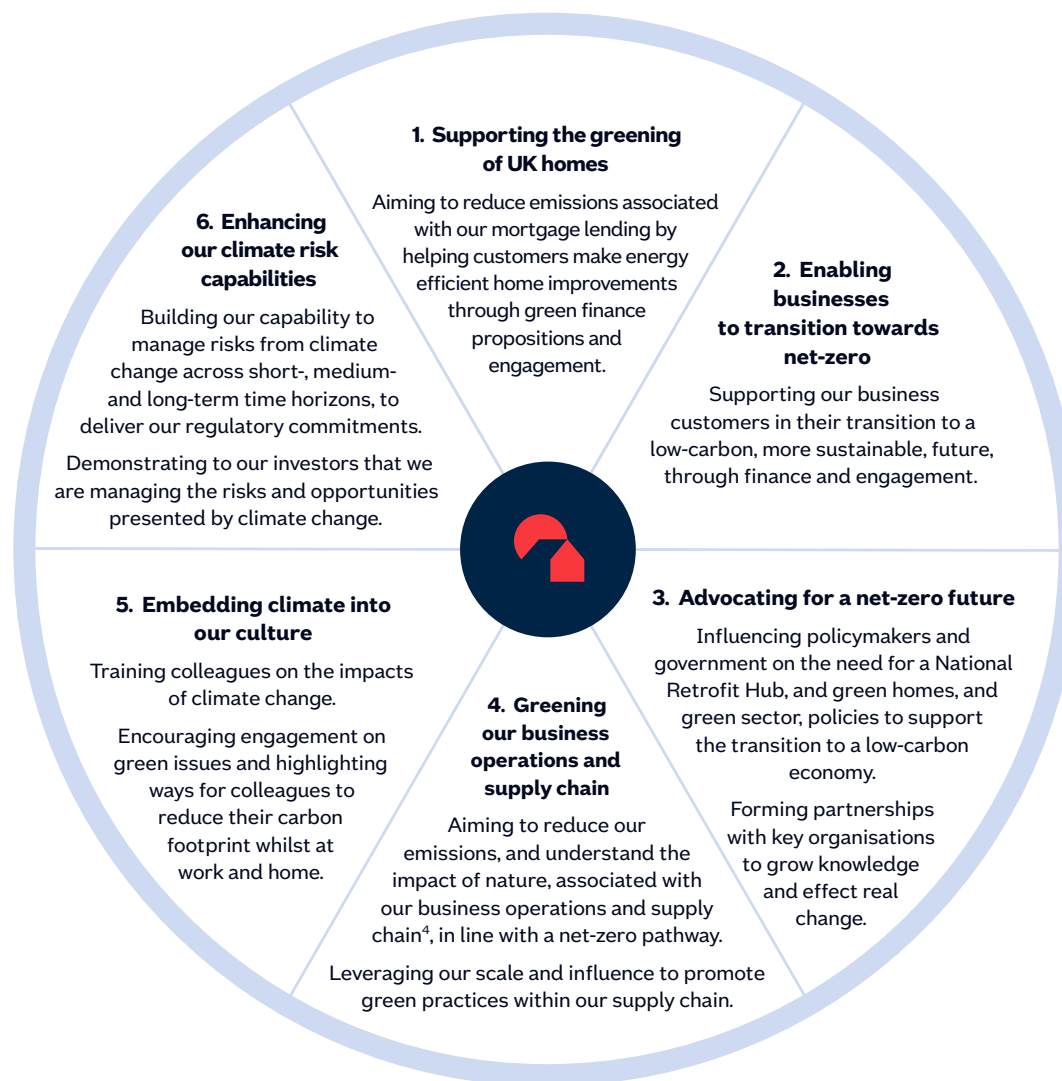 1. Supporting the greening
of UK homes
Aiming to reduce emissions associated
with our mortgage lending by
helping customers make energy
efficient home improvements
through green finance
propositions and
engagement.
2. Enabling
businesses
to transition towards
net-zero
Supporting our business
customers in their transition to a
low-carbon, more sustainable, future,
through finance and engagement.
3. Advocating for a net-zero future
Influencing policymakers and
government on the need for a National
Retrofit Hub, and green homes, and
green sector, policies to support
the transition to a low-carbon
economy.
Forming partnerships
with key organisations
to grow knowledge
and effect real
change.
4. Greening
our business
operations and
supply chain
Aiming to reduce our
emissions, and understand the
impact of nature, associated with
our business operations and supply
chain⁴, in line with a net-zero pathway.
Leveraging our scale and influence to promote
green practices within our supply chain.
5. Embedding climate into
our culture
Training colleagues on the impacts
of climate change.
Encouraging engagement on
green issues and highlighting
ways for colleagues to
reduce their carbon
footprint whilst at
work and home.
6. Enhancing
our climate risk
capabilities
Building our capability to
manage risks from climate
change across short-, medium-
and long-term time horizons, to
deliver our regulatory commitments.
Demonstrating to our investors that we
are managing the risks and opportunities
presented by climate change.